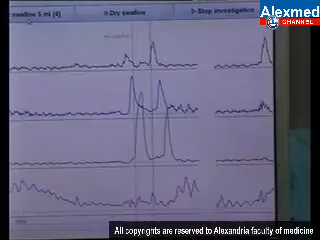 swallow 5 ml [4]
Dry swallow
Stop investigation
Alexmed
CHANNEL
All copyrights are reserved to Alexandria faculty of medicine